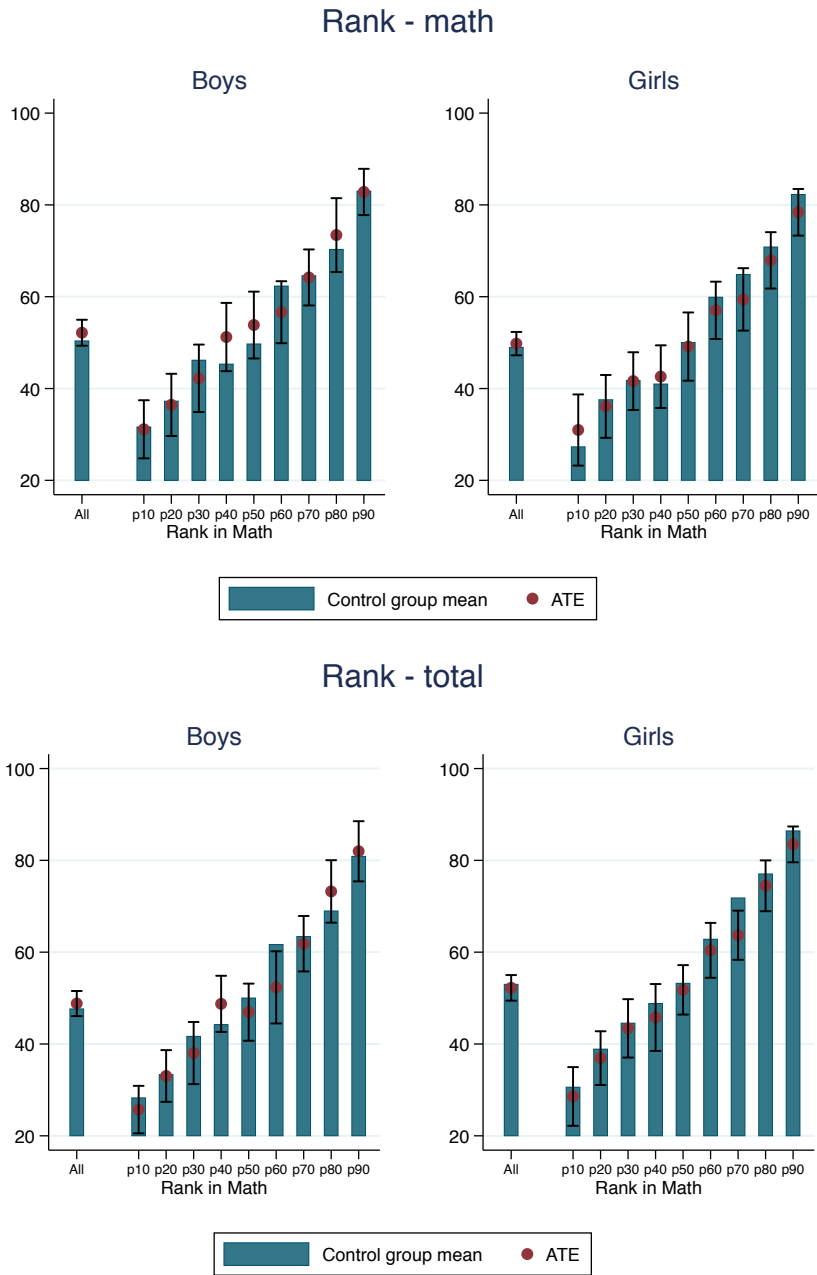 Rank - math
Boys
Girls
100
80
60
40
20
All p10 p20 p30 p40 p50 p60 p70 p80 p90
Rank in Math
100
80
60
40
20
All p10 p20 p30 p40 p50 p60 p70 p80 p90
Rank in Math
Control group mean ATE
Rank - total
Boys
Girls
100
80
60
40
20
All p10 p20 p30 p40 p50 p60 p70 p80 p90
Rank in Math
100
80
60
40
20
All p10 p20 p30 p40 p50 p60 p70 p80 p90
Rank in Math
Control group mean ATE